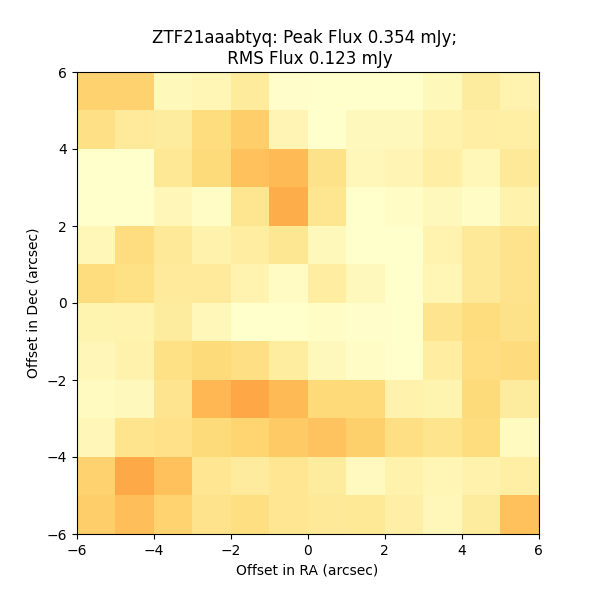 ZTF21aaabtyq: Peak Flux 0.354 mJy;
RMS Flux 0.123 mJy
6
4
2
0
−2
−4
−6
Offset in Dec (arcsec)
−6 −4 −2 0 2 4 6
Offset in RA (arcsec)